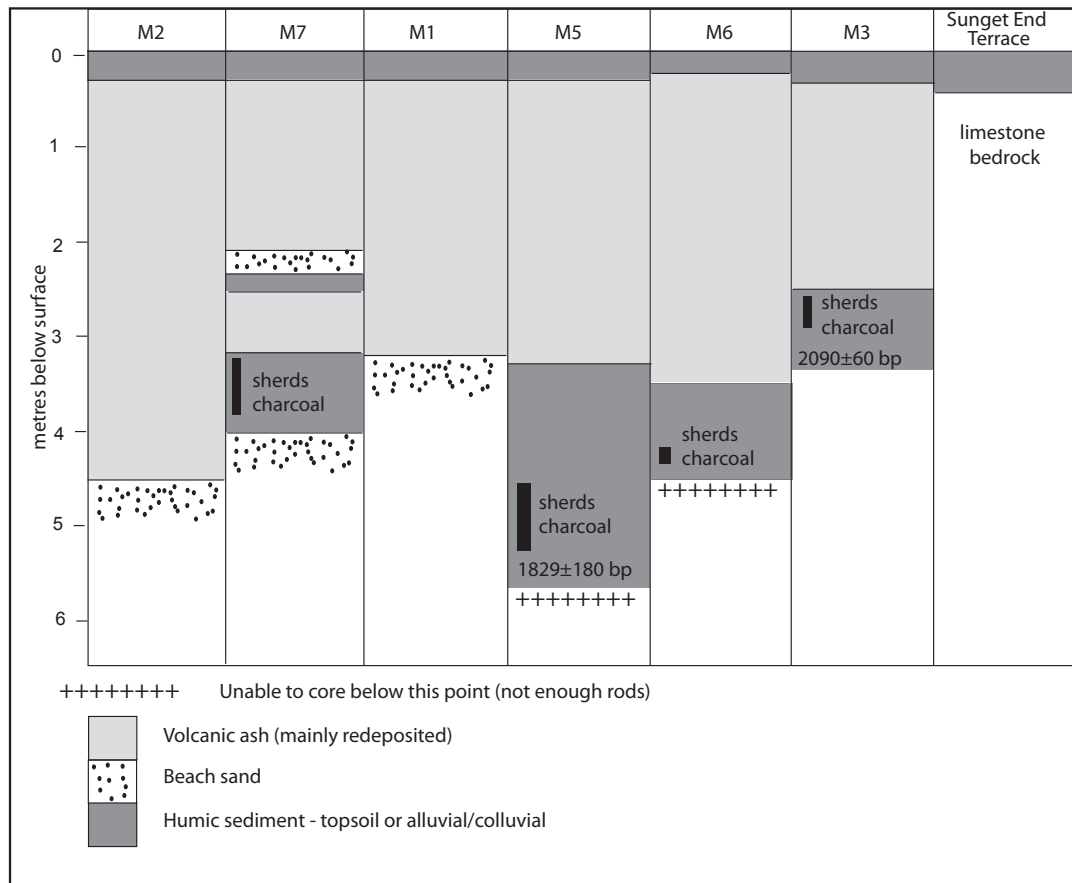 M2
M7
M1
M5
M6
M3
Sunget End
Terrace
metres below surface
0
1
2
3
4
5
6
limestone
bedrock
sherds
charcoal
sherds
charcoal
1829±180 bp
++++++++
sherds
charcoal
++++++++
sherds
charcoal
2090±60 bp
++++++++ Unable to core below this point (not enough rods)
Volcanic ash (mainly redeposited)
Beach sand
Humic sediment - topsoil or alluvial/colluvial